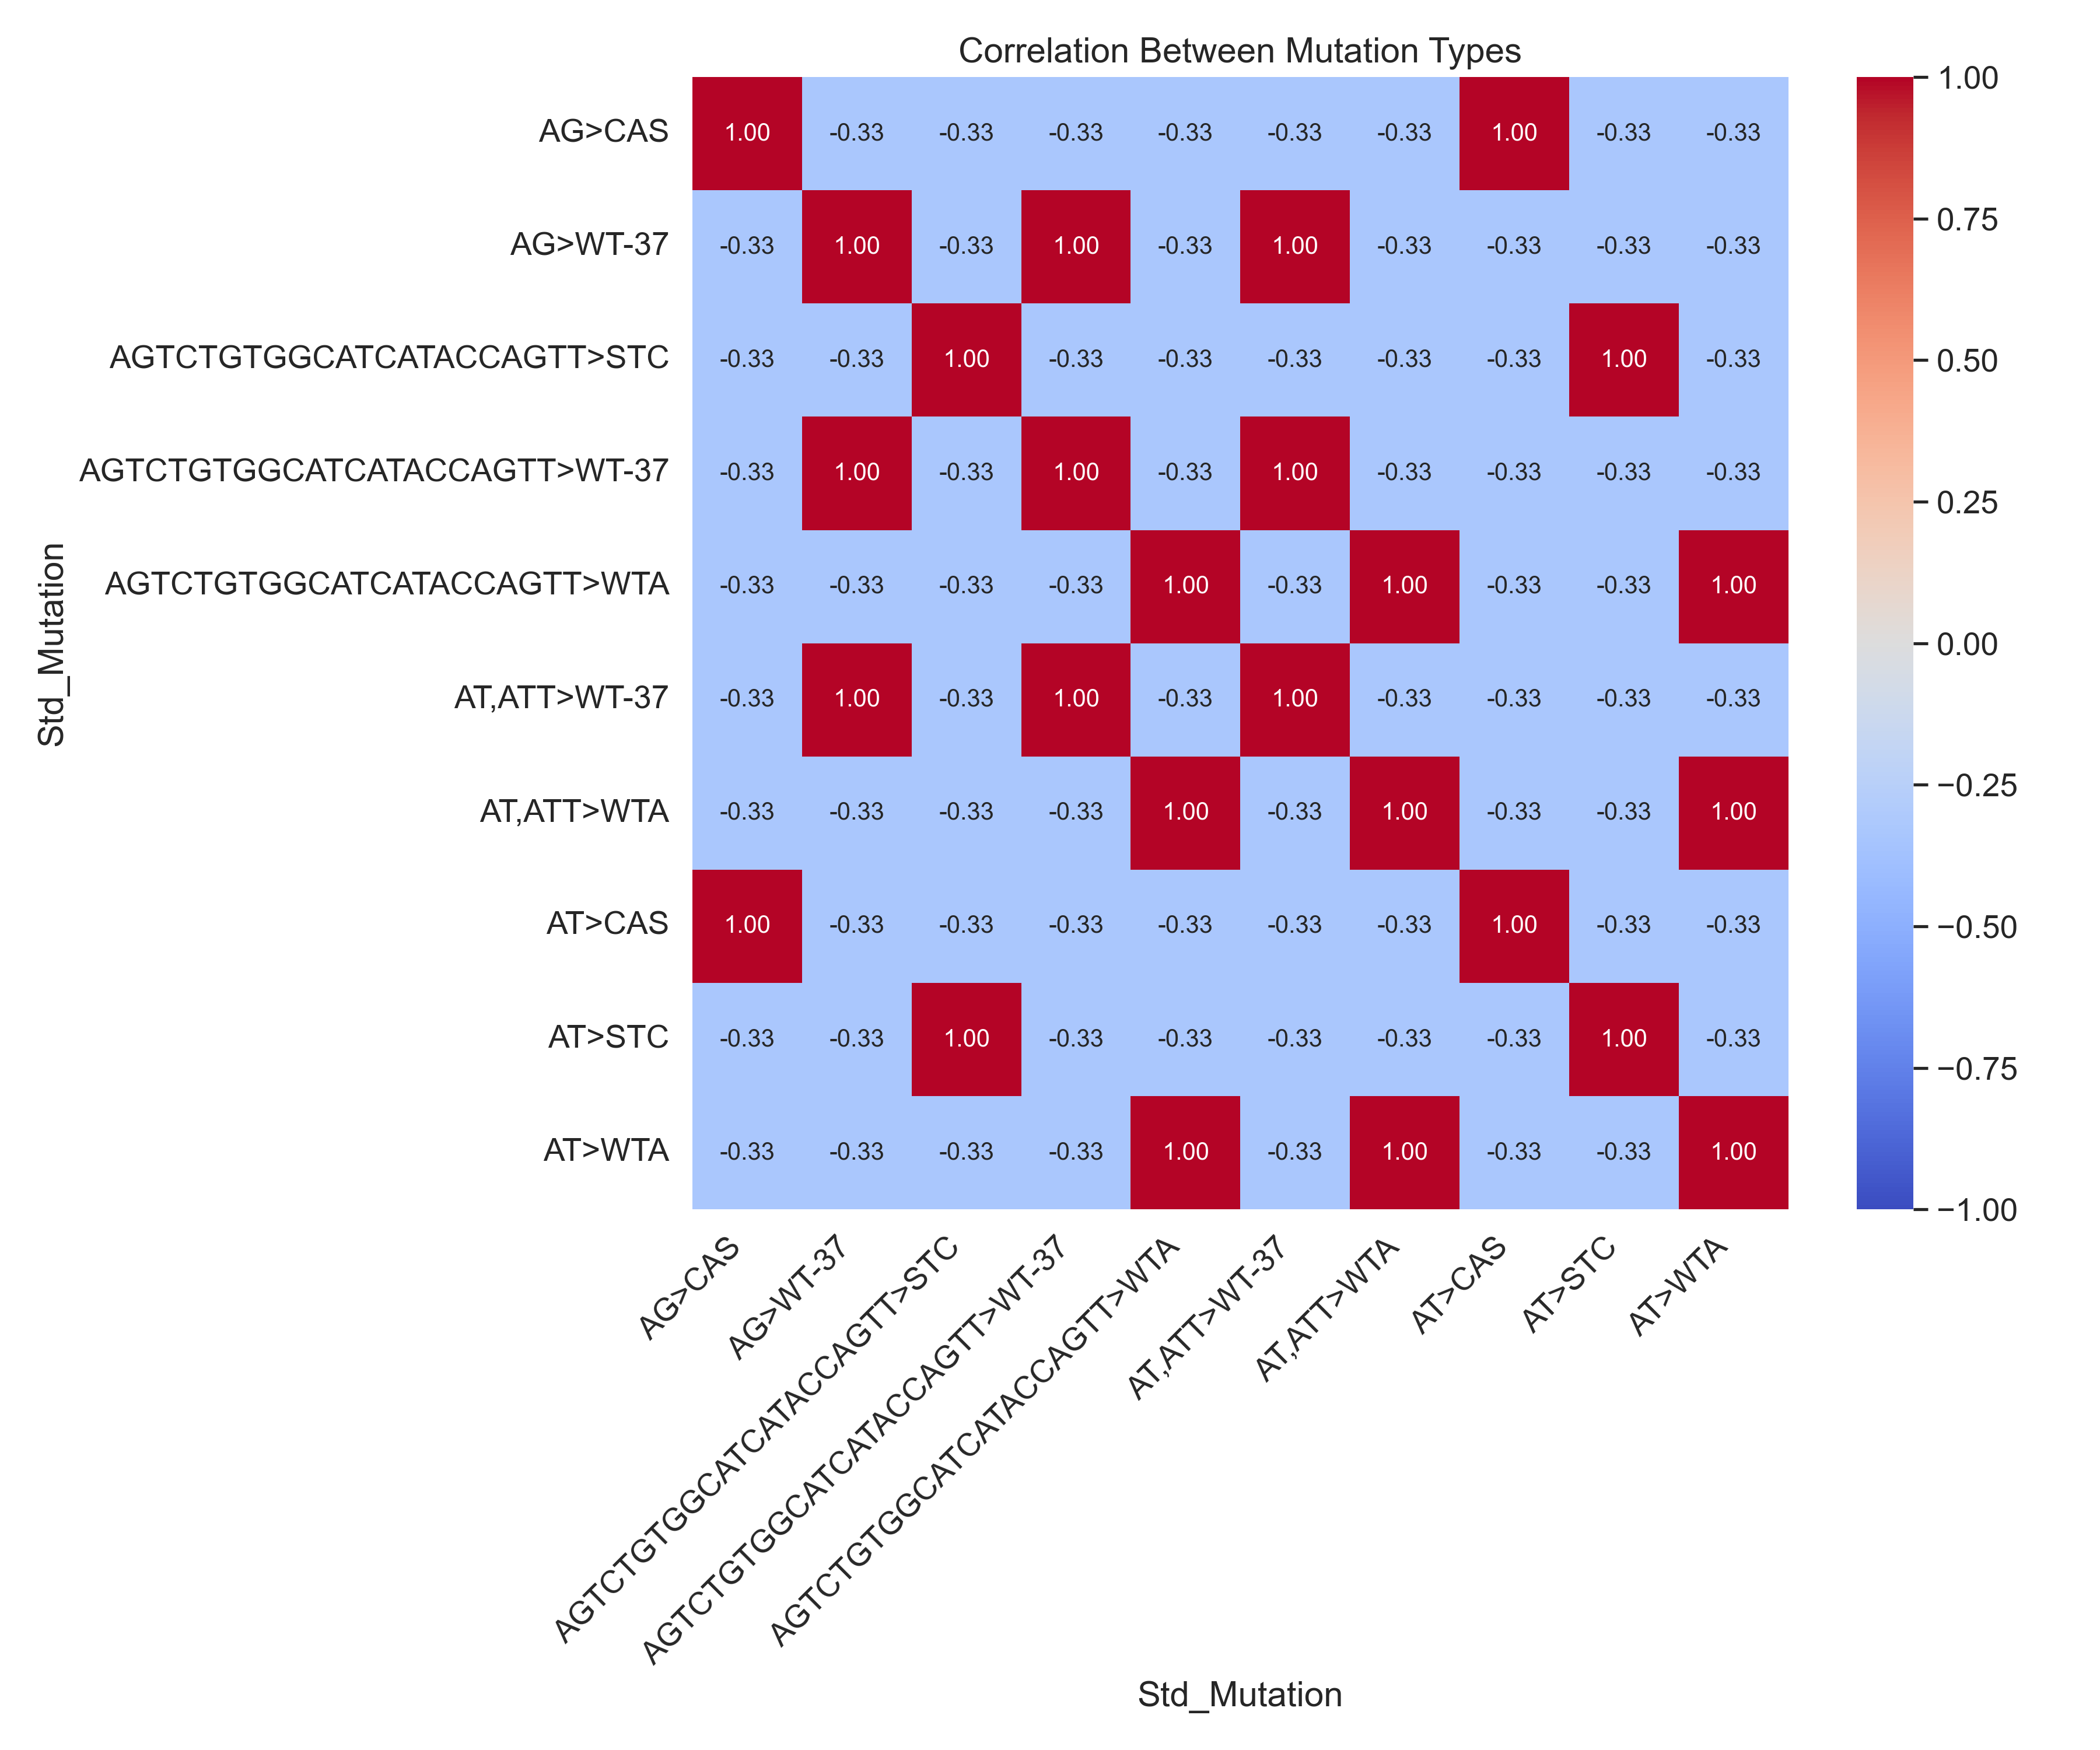 Correlation Between Mutation Types
AG>CAS 1.00 -0.33 -0.33 -0.33 -0.33 -0.33 -0.33 1.00 -0.33 -0.33
AG>WT-37 -0.33 1.00 -0.33 1.00 -0.33 1.00 -0.33 -0.33 -0.33 -0.33
AGTCTGTGGCATCATACCAGTT>STC -0.33 -0.33 1.00 -0.33 -0.33 -0.33 -0.33 -0.33 1.00 -0.33
AGTCTGTGGCATCATACCAGTT>WT-37 -0.33 1.00 -0.33 1.00 -0.33 1.00 -0.33 -0.33 -0.33 -0.33
AGTCTGTGGCATCATACCAGTT>WTA -0.33 -0.33 -0.33 -0.33 1.00 -0.33 1.00 -0.33 -0.33 1.00
AT,ATT>WT-37 -0.33 1.00 -0.33 1.00 -0.33 1.00 -0.33 -0.33 -0.33 -0.33
AT,ATT>WTA -0.33 -0.33 -0.33 -0.33 1.00 -0.33 1.00 -0.33 -0.33 1.00
AT>CAS 1.00 -0.33 -0.33 -0.33 -0.33 -0.33 -0.33 1.00 -0.33 -0.33
AT>STC -0.33 -0.33 1.00 -0.33 -0.33 -0.33 -0.33 -0.33 1.00 -0.33
AT>WTA -0.33 -0.33 -0.33 -0.33 1.00 -0.33 1.00 -0.33 -0.33 1.00
Std_Mutation
AG>CAS
AG>WT-37
AGTCTGTGGCATCATACCAGTT>STC
AGTCTGTGGCATCATACCAGTT>WT-37
AGTCTGTGGCATCATACCAGTT>WTA
AT,ATT>WT-37
AT,ATT>WTA
AT>CAS
AT>STC
AT>WTA
Std_Mutation
1.00
0.75
0.50
0.25
0.00
−0.25
−0.50
−0.75
−1.00